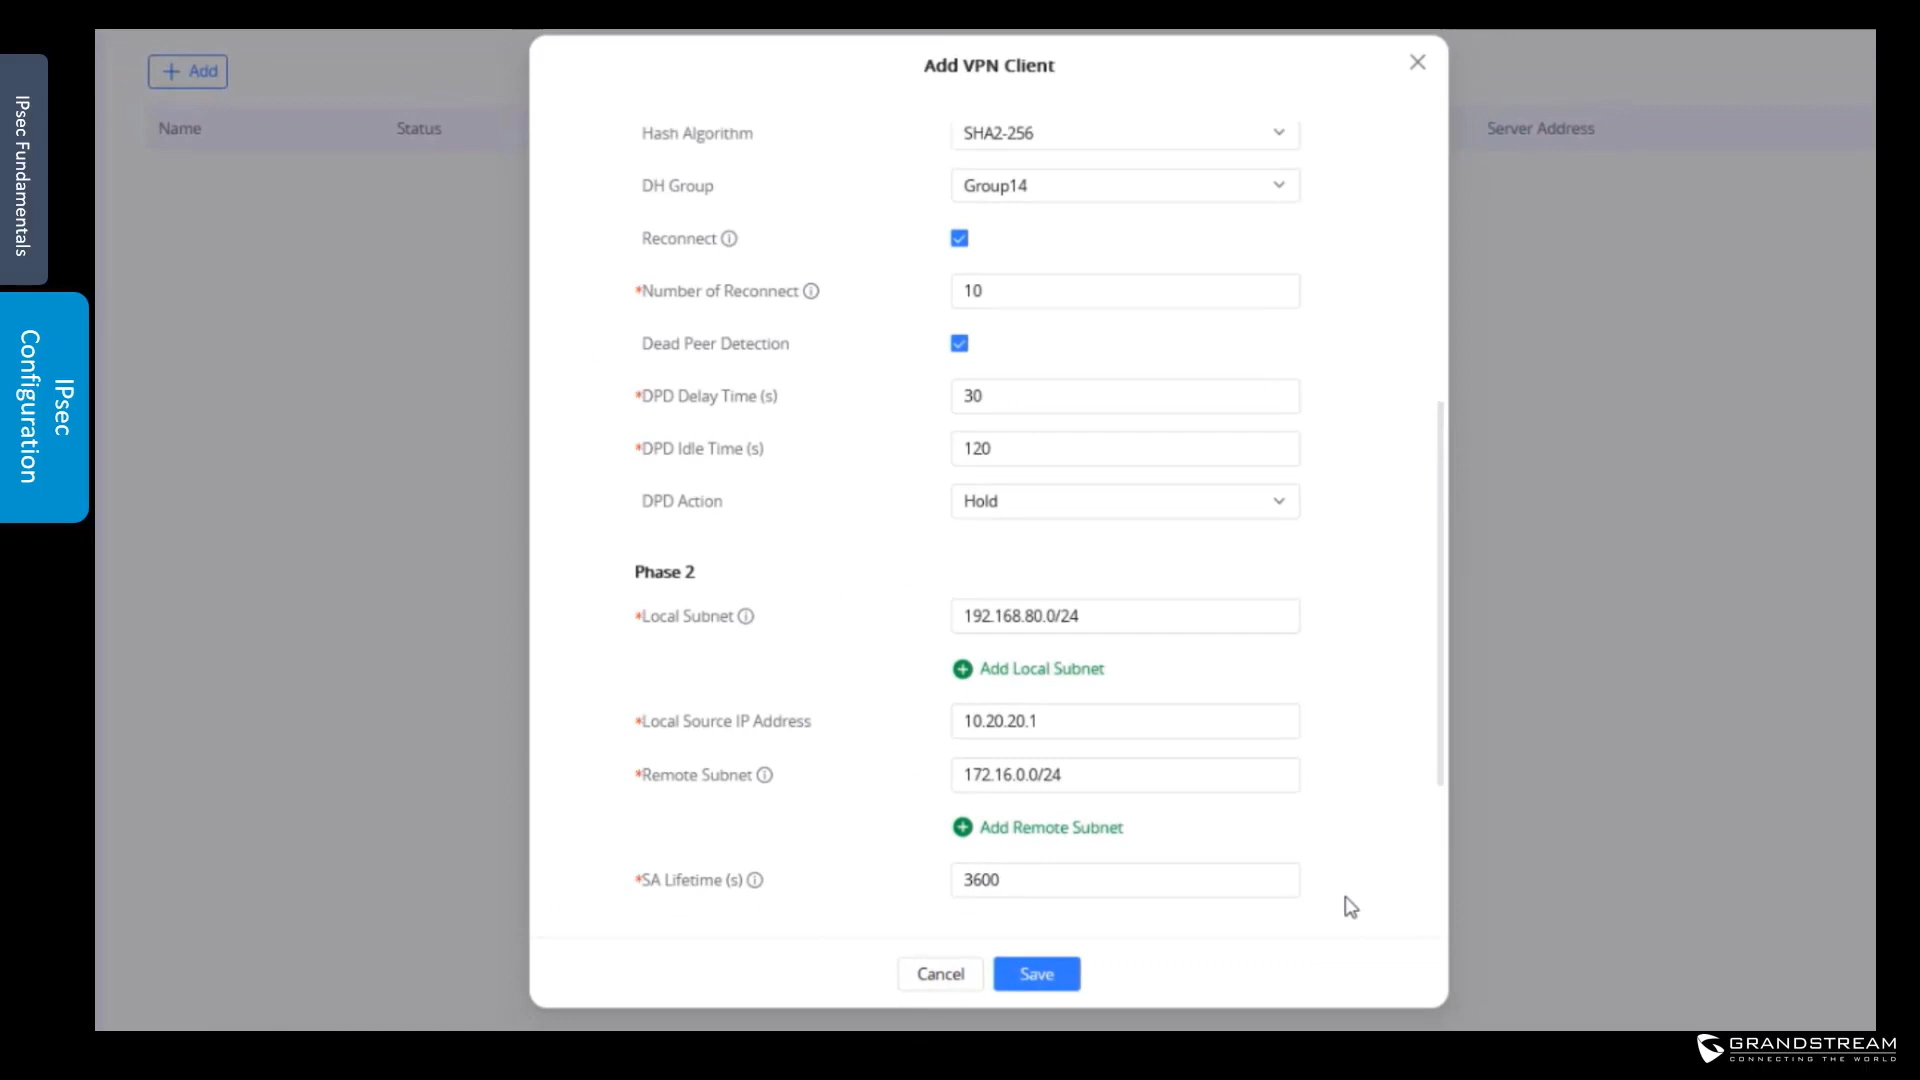 IPsec Fundamentals
IPsec
Configuration
Add
Name
Status
Server Address
Add VPN Client
Hash Algorithm
SHA2-256
DH Group
Group14
Reconnect
*Number of Reconnect
10
Dead Peer Detection
*DPD Delay Time (s)
30
*DPD Idle Time (s)
120
DPD Action
Hold
Phase 2
*Local Subnet
192.168.80.0/24
Add Local Subnet
*Local Source IP Address
10.20.20.1
*Remote Subnet
172.16.0.0/24
Add Remote Subnet
*SA Lifetime (s)
3600
Cancel
Save
GRANDSTREAM
CONNECTING THE WORLD